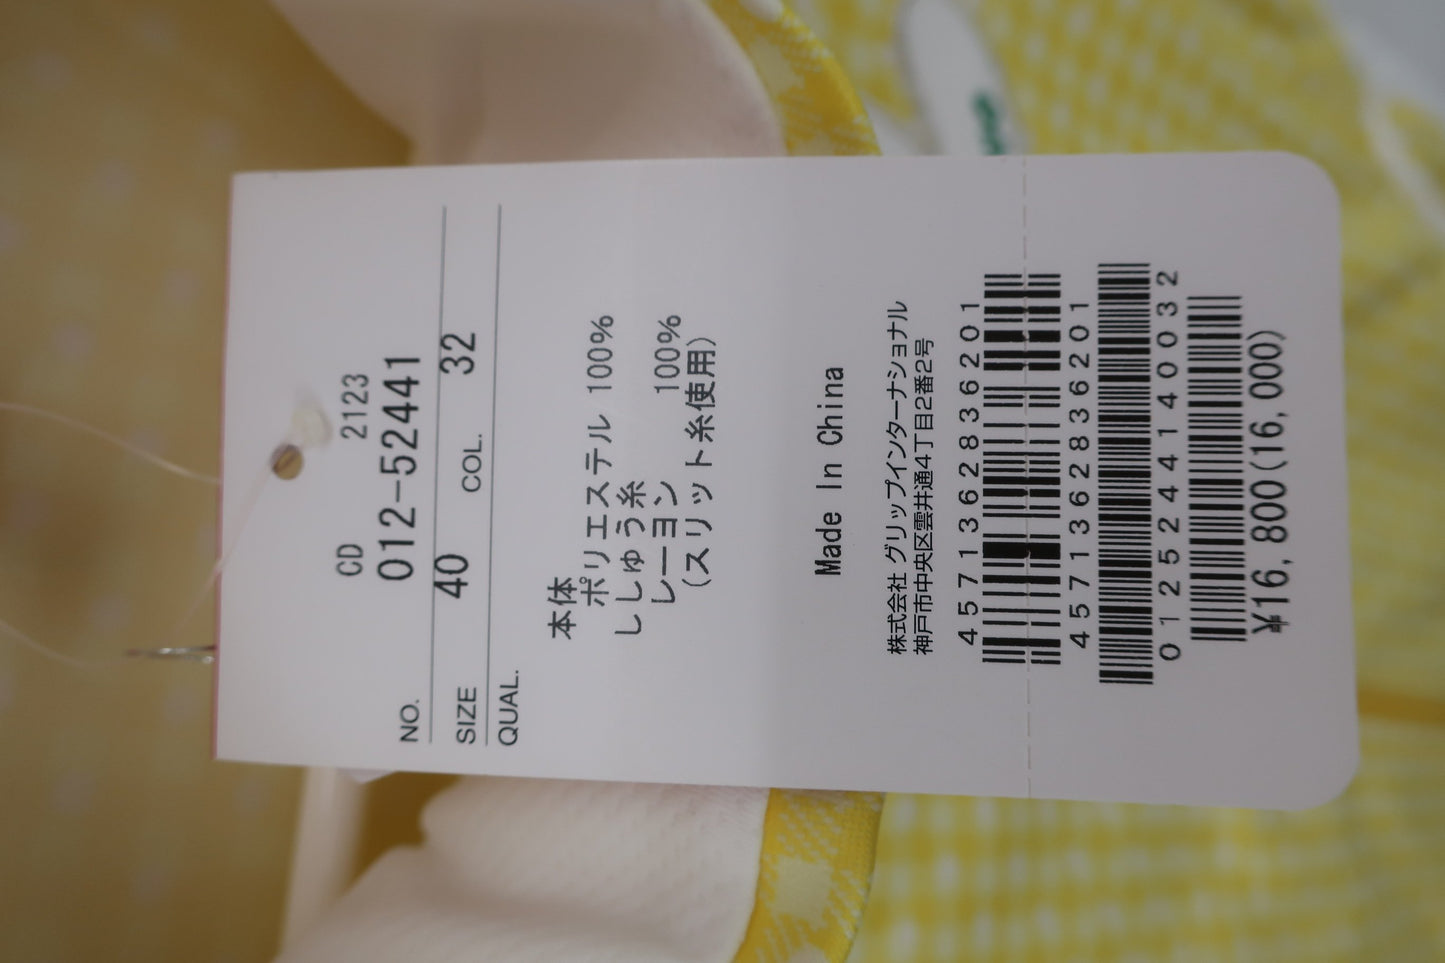 CD 2123
NO. 012-52441
SIZE 40 COL. 32
QUAL.
本体
ポリエステル 100%
ししゅう糸
レーヨン 100%
(スリット糸使用)
Made In China
株式会社 グリップインターナショナル
神戸市中央区雲井通4丁目2番2号
4571362836201
4571362836201
0125244140032
¥16,800(16,000)